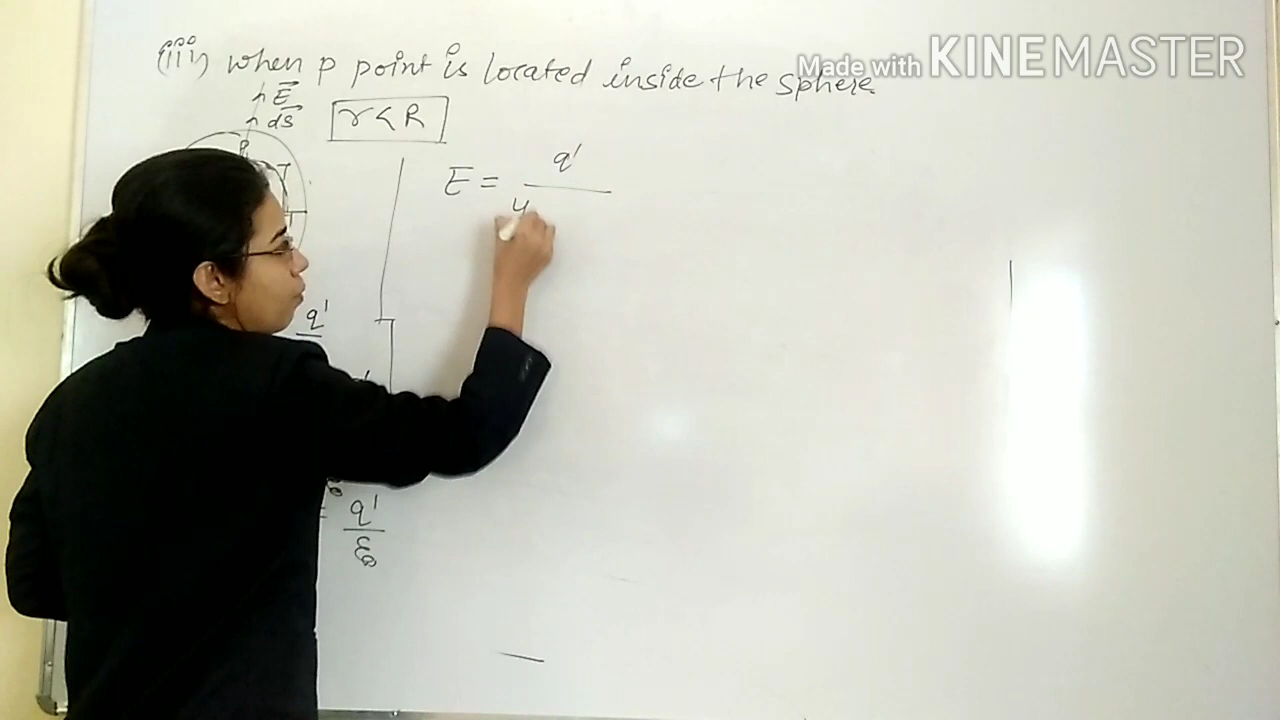 (iii) when p point is located inside the sphere.
Made with KINEMASTER
E
ds
r < R
P
E = q'
4
q'
q'
ε₀